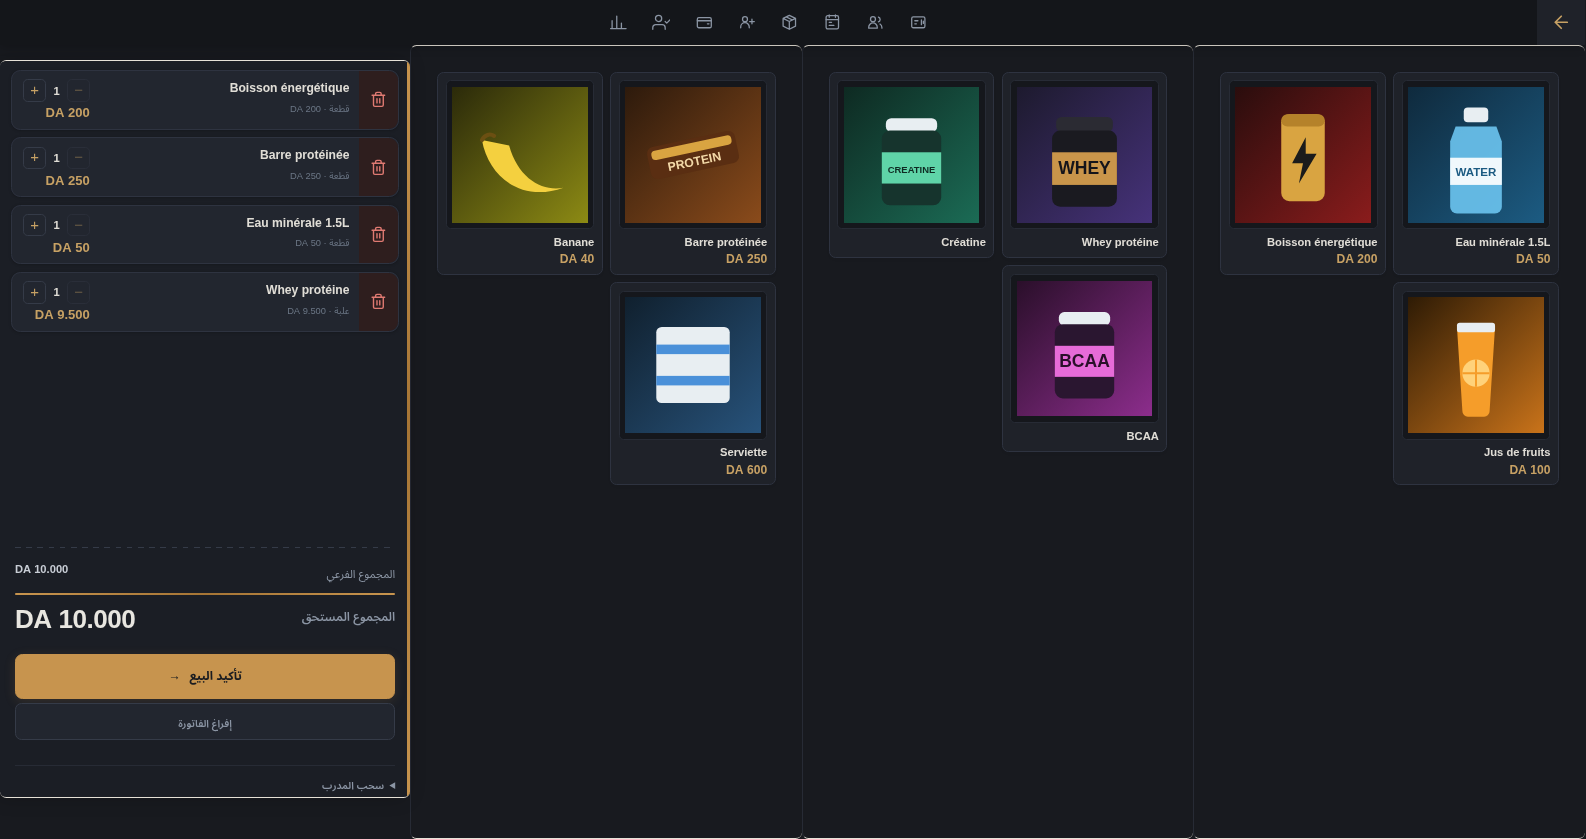 Boisson énergétique
قطعة · DA 200
1
DA 200
Barre protéinée
قطعة · DA 250
1
DA 250
Eau minérale 1.5L
قطعة · DA 50
1
DA 50
Whey protéine
علبة · DA 9.500
1
DA 9.500
المجموع الفرعي
DA 10.000
المجموع المستحق
DA 10.000
تأكيد البيع →
إفراغ الفاتورة
سحب المدرب
PROTEIN
Banane
DA 40
Barre protéinée
DA 250
Serviette
DA 600
CREATINE
Créatine
WHEY
Whey protéine
BCAA
BCAA
Boisson énergétique
DA 200
WATER
Eau minérale 1.5L
DA 50
Jus de fruits
DA 100